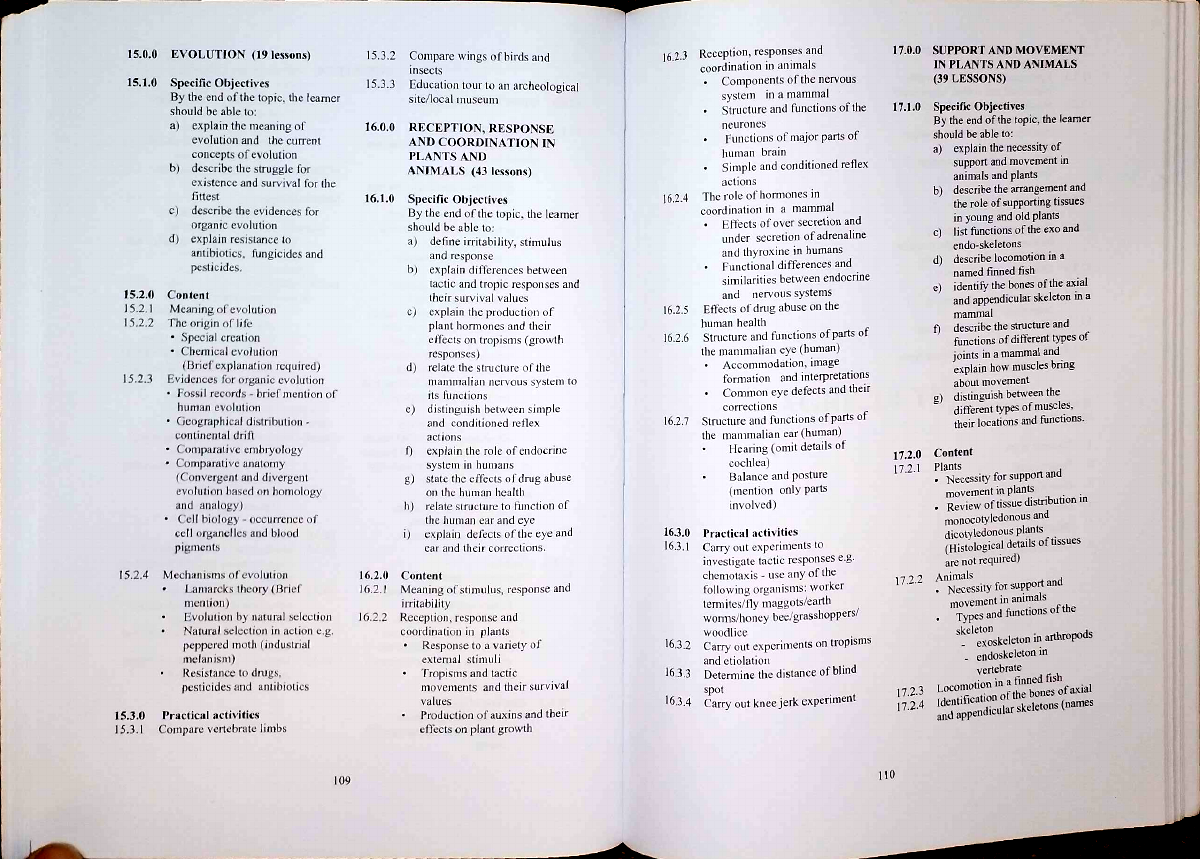 15.0.0 EVOLUTION (19 lessons)
15.1.0 Specific Objectives
By the end of the topic, the learner
should be able to:
a) explain the meaning of
evolution and the current
concepts of evolution
b) describe the struggle for
existence and survival for the
fittest
c) describe the evidences for
organic evolution
d) explain resistance to
antibiotics, fungicides and
pesticides.
15.2.0 Content
15.2.1 Meaning of evolution
15.2.2 The origin of life
• Special creation
• Chemical evolution
(Brief explanation required)
15.2.3 Evidences for organic evolution
• Fossil records - brief mention of
human evolution
• Geographical distribution -
continental drift
• Comparative embryology
• Comparative anatomy
(Convergent and divergent
evolution based on homology
and analogy)
• Cell biology - occurrence of
cell organelles and blood
pigments
15.2.4 Mechanisms of evolution
• Lamarcks theory (Brief
mention)
• Evolution by natural selection
• Natural selection in action e.g.
peppered moth (industrial
melanism)
• Resistance to drugs,
pesticides and antibiotics
15.3.0 Practical activities
15.3.1 Compare vertebrate limbs
15.3.2 Compare wings of birds and
insects
15.3.3 Education tour to an archeological
site/local museum
16.0.0 RECEPTION, RESPONSE
AND COORDINATION IN
PLANTS AND
ANIMALS (43 lessons)
16.1.0 Specific Objectives
By the end of the topic, the learner
should be able to:
a) define irritability, stimulus
and response
b) explain differences between
tactic and tropic responses and
their survival values
c) explain the production of
plant hormones and their
effects on tropisms (growth
responses)
d) relate the structure of the
mammalian nervous system to
its functions
e) distinguish between simple
and conditioned reflex
actions
f) explain the role of endocrine
system in humans
g) state the effects of drug abuse
on the human health
h) relate structure to function of
the human ear and eye
i) explain defects of the eye and
ear and their corrections.
16.2.0 Content
16.2.1 Meaning of stimulus, response and
irritability
16.2.2 Reception, response and
coordination in plants
• Response to a variety of
external stimuli
• Tropisms and tactic
movements and their survival
values
• Production of auxins and their
effects on plant growth
109
16.2.3 Reception, responses and
coordination in animals
• Components of the nervous
system in a mammal
• Structure and functions of the
neurones
• Functions of major parts of
human brain
• Simple and conditioned reflex
actions
16.2.4 The role of hormones in
coordination in a mammal
• Effects of over secretion and
under secretion of adrenaline
and thyroxine in humans
• Functional differences and
similarities between endocrine
and nervous systems
16.2.5 Effects of drug abuse on the
human health
16.2.6 Structure and functions of parts of
the mammalian eye (human)
• Accommodation, image
formation and interpretations
• Common eye defects and their
corrections
16.2.7 Structure and functions of parts of
the mammalian ear (human)
• Hearing (omit details of
cochlea)
• Balance and posture
(mention only parts
involved)
16.3.0 Practical activities
16.3.1 Carry out experiments to
investigate tactic responses e.g.
chemotaxis - use any of the
following organisms: worker
termites/fly maggots/earth
worms/honey bee/grasshoppers/
woodlice
16.3.2 Carry out experiments on tropisms
and etiolation
16.3.3 Determine the distance of blind
spot
16.3.4 Carry out knee jerk experiment
17.0.0 SUPPORT AND MOVEMENT
IN PLANTS AND ANIMALS
(39 LESSONS)
17.1.0 Specific Objectives
By the end of the topic, the learner
should be able to:
a) explain the necessity of
support and movement in
animals and plants
b) describe the arrangement and
the role of supporting tissues
in young and old plants
c) list functions of the exo and
endo-skeletons
d) describe locomotion in a
named finned fish
e) identify the bones of the axial
and appendicular skeleton in a
mammal
f) describe the structure and
functions of different types of
joints in a mammal and
explain how muscles bring
about movement
g) distinguish between the
different types of muscles,
their locations and functions.
17.2.0 Content
17.2.1 Plants
• Necessity for support and
movement in plants
• Review of tissue distribution in
monocotyledonous and
dicotyledonous plants
(Histological details of tissues
are not required)
17.2.2 Animals
• Necessity for support and
movement in animals
• Types and functions of the
skeleton
- exoskeleton in arthropods
- endoskeleton in
vertebrate
17.2.3 Locomotion in a finned fish
17.2.4 Identification of the bones of axial
and appendicular skeletons (names
110